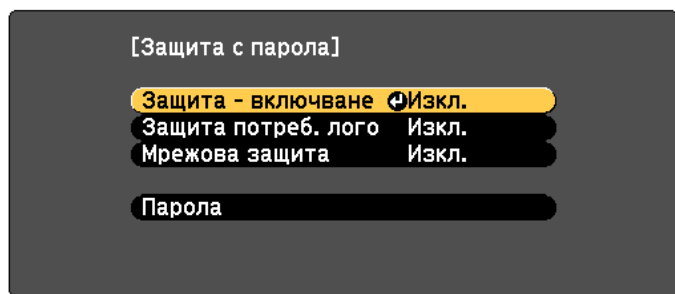 [Защита с парола]
Защита - включване Изкл.
Защита потреб. лого Изкл.
Мрежова защита Изкл.
Парола